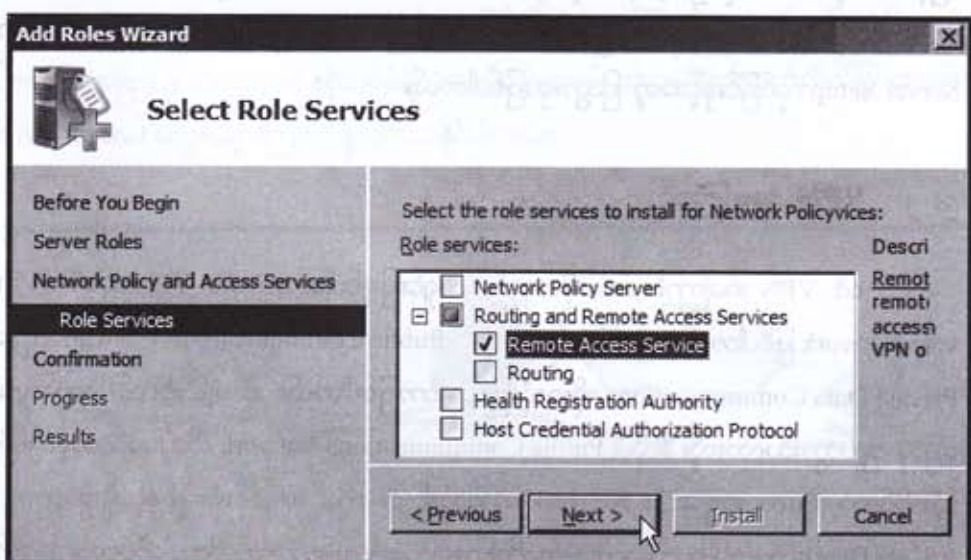 Add Roles Wizard
Select Role Services
Before You Begin
Server Roles
Network Policy and Access Services
Role Services
Confirmation
Progress
Results
Select the role services to install for Network Policyvices:
Role services:
Network Policy Server
Routing and Remote Access Services
Remote Access Service
Routing
Health Registration Authority
Host Credential Authorization Protocol
Descri
Remot
remot
VPN o
< Previous
Next >
Install
Cancel